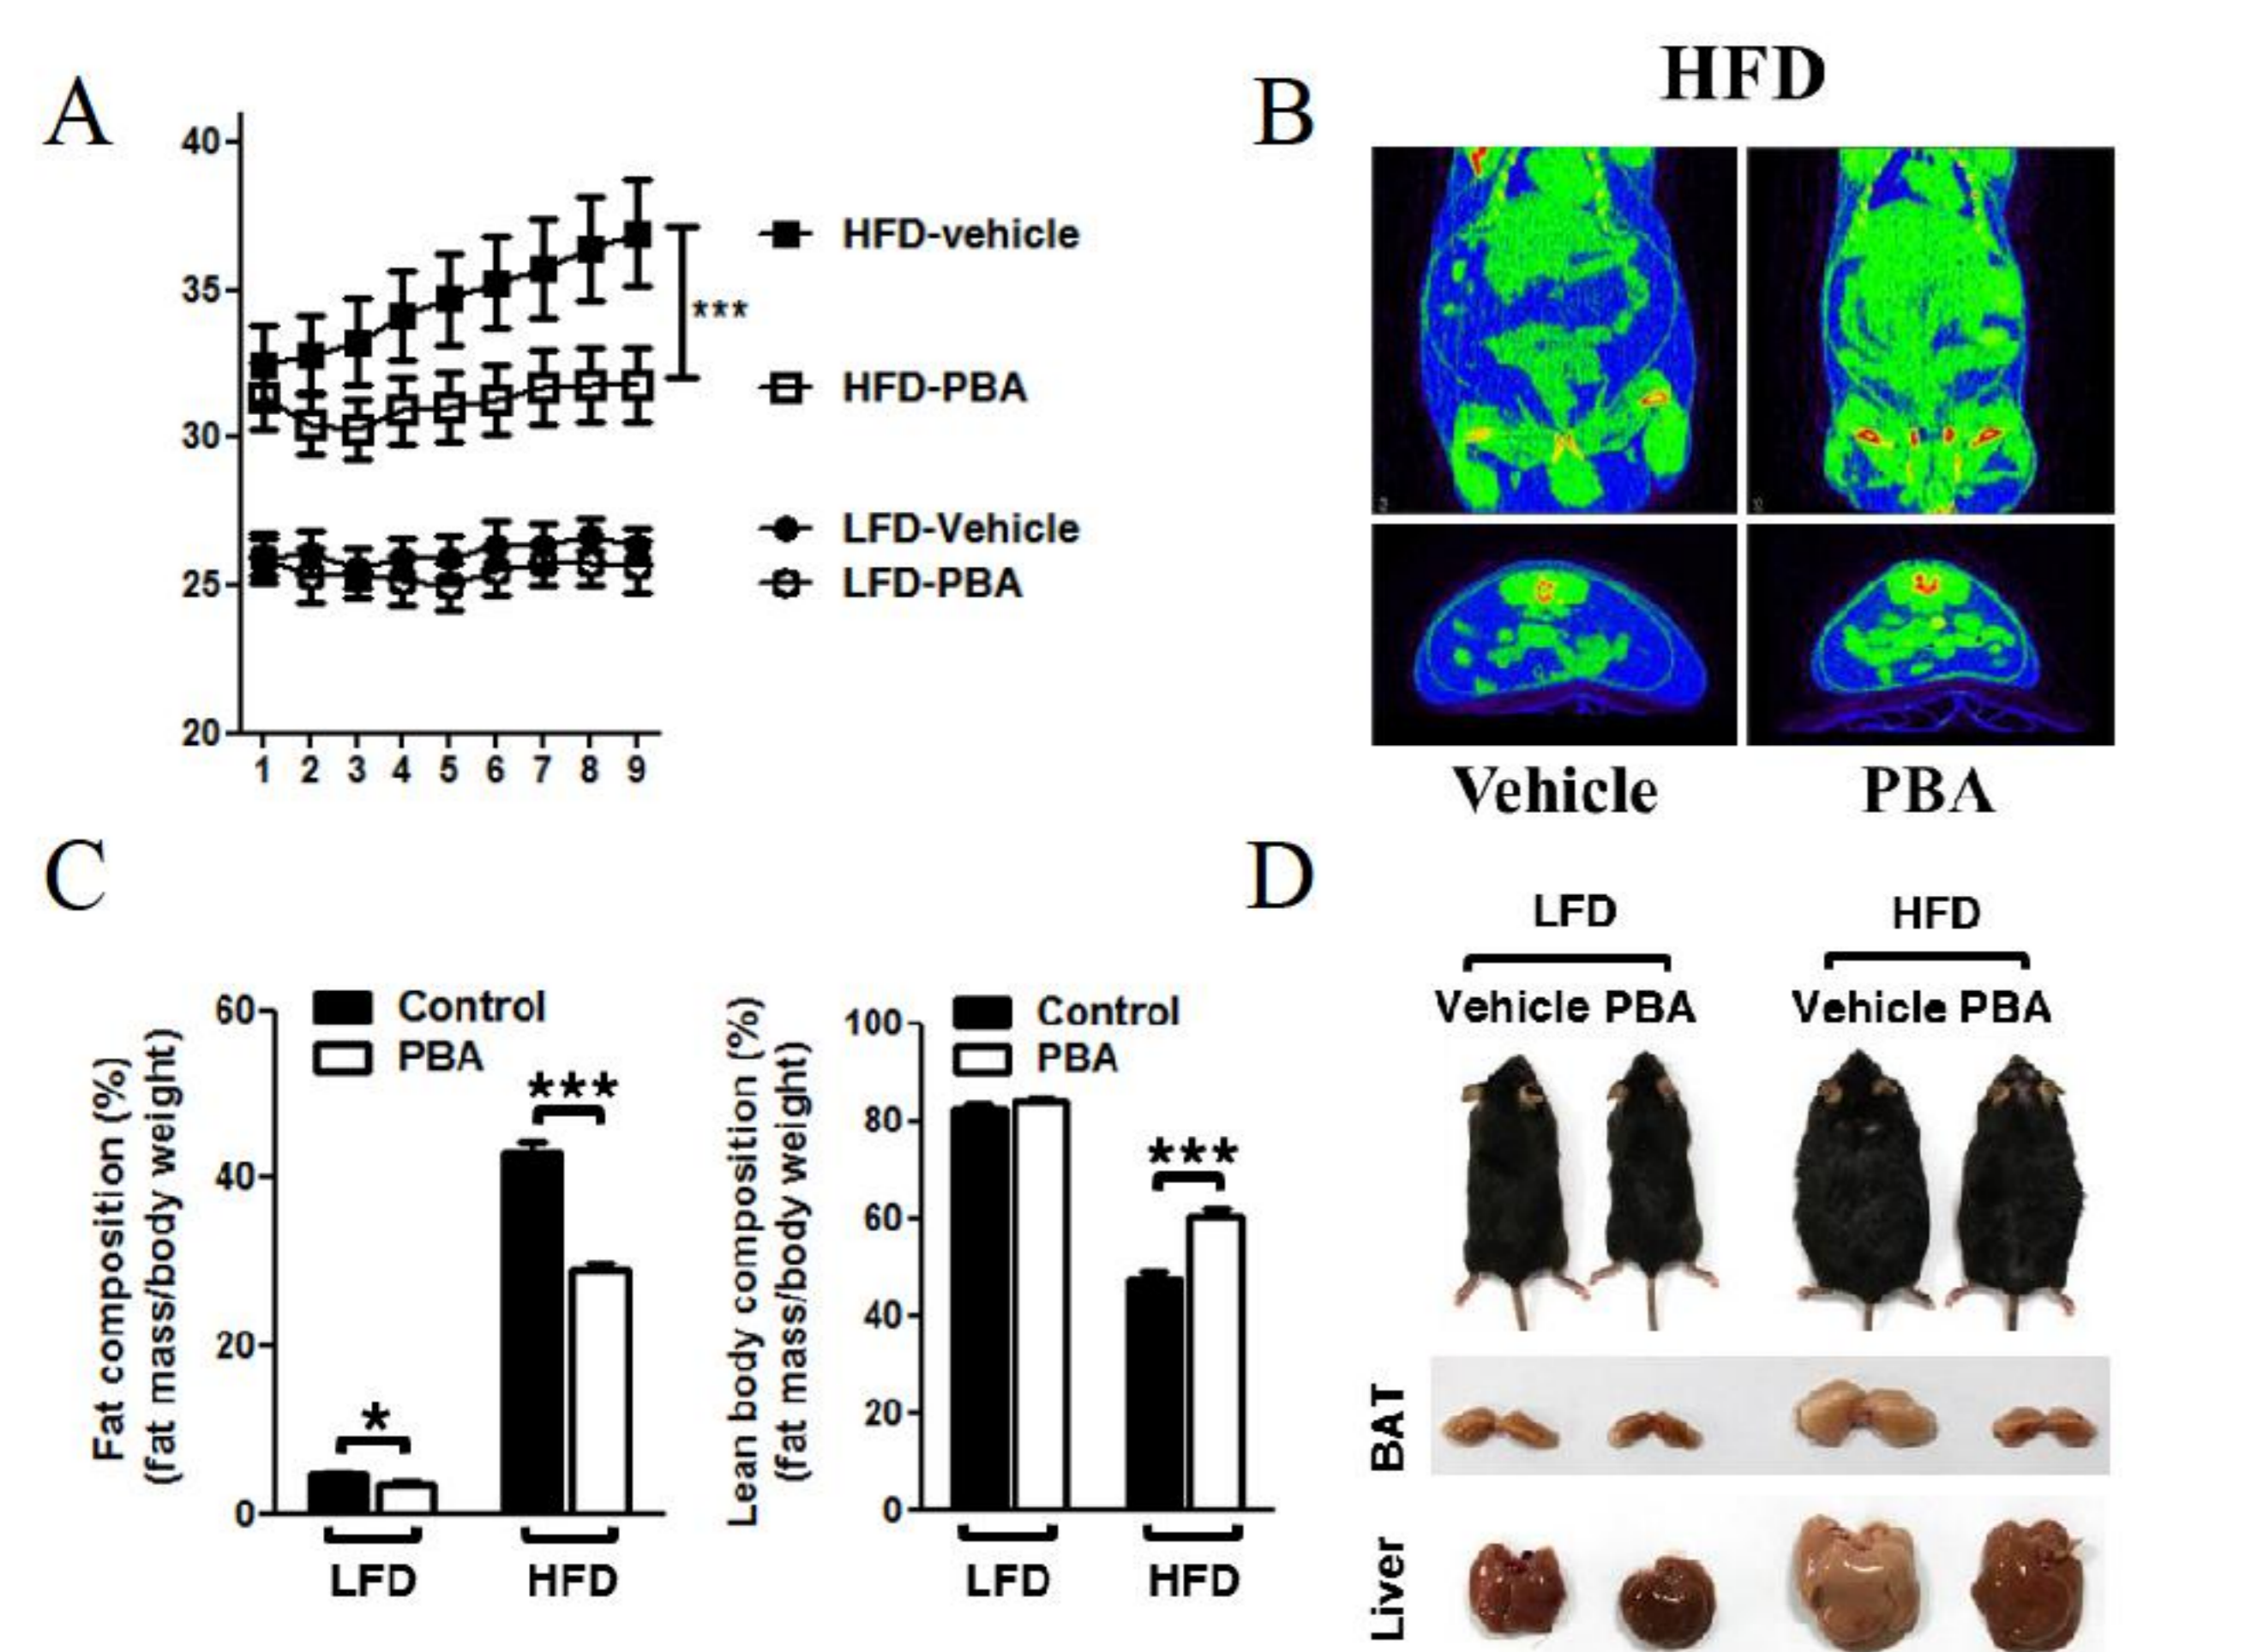 A
40
35
30
25
20
1 2 3 4 5 6 7 8 9
***
HFD-vehicle
HFD-PBA
LFD-Vehicle
LFD-PBA
B
HFD
Vehicle PBA
C
Fat composition (%)
(fat mass/body weight)
60
40
20
0
Control
PBA
*
***
LFD HFD
Lean body composition (%)
(fat mass/body weight)
100
80
60
40
20
0
Control
PBA
***
LFD HFD
D
LFD HFD
Vehicle PBA Vehicle PBA
BAT
Liver